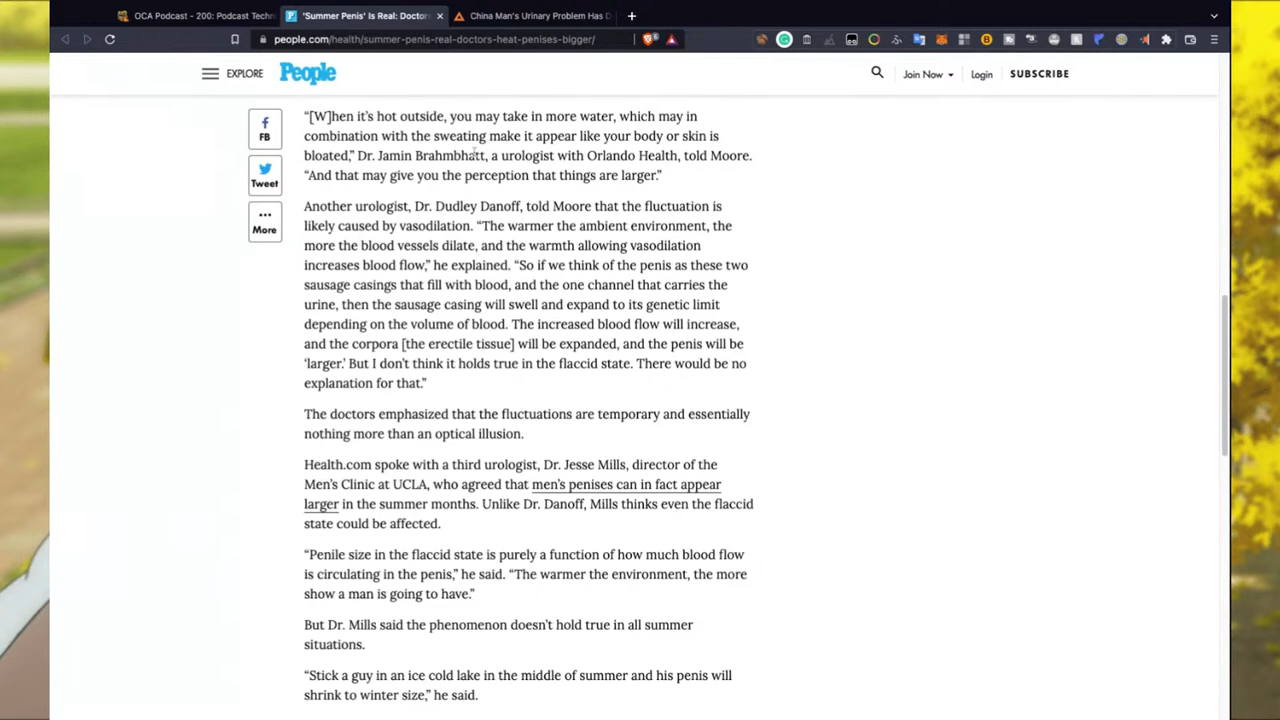 OCA Podcast - 200: Podcast Techn
'Summer Penis' Is Real: Doctor
China Man's Urinary Problem Has D
people.com/health/summer-penis-real-doctors-heat-penises-bigger/
EXPLORE
People
Join Now
Login
SUBSCRIBE
FB
Tweet
More
“[W]hen it’s hot outside, you may take in more water, which may in
combination with the sweating make it appear like your body or skin is
bloated,” Dr. Jamin Brahmbhatt, a urologist with Orlando Health, told Moore.
“And that may give you the perception that things are larger.”
Another urologist, Dr. Dudley Danoff, told Moore that the fluctuation is
likely caused by vasodilation. “The warmer the ambient environment, the
more the blood vessels dilate, and the warmth allowing vasodilation
increases blood flow,” he explained. “So if we think of the penis as these two
sausage casings that fill with blood, and the one channel that carries the
urine, then the sausage casing will swell and expand to its genetic limit
depending on the volume of blood. The increased blood flow will increase,
and the corpora [the erectile tissue] will be expanded, and the penis will be
‘larger.’ But I don’t think it holds true in the flaccid state. There would be no
explanation for that.”
The doctors emphasized that the fluctuations are temporary and essentially
nothing more than an optical illusion.
Health.com spoke with a third urologist, Dr. Jesse Mills, director of the
Men’s Clinic at UCLA, who agreed that men’s penises can in fact appear
larger in the summer months. Unlike Dr. Danoff, Mills thinks even the flaccid
state could be affected.
“Penile size in the flaccid state is purely a function of how much blood flow
is circulating in the penis,” he said. “The warmer the environment, the more
show a man is going to have.”
But Dr. Mills said the phenomenon doesn’t hold true in all summer
situations.
“Stick a guy in an ice cold lake in the middle of summer and his penis will
shrink to winter size,” he said.